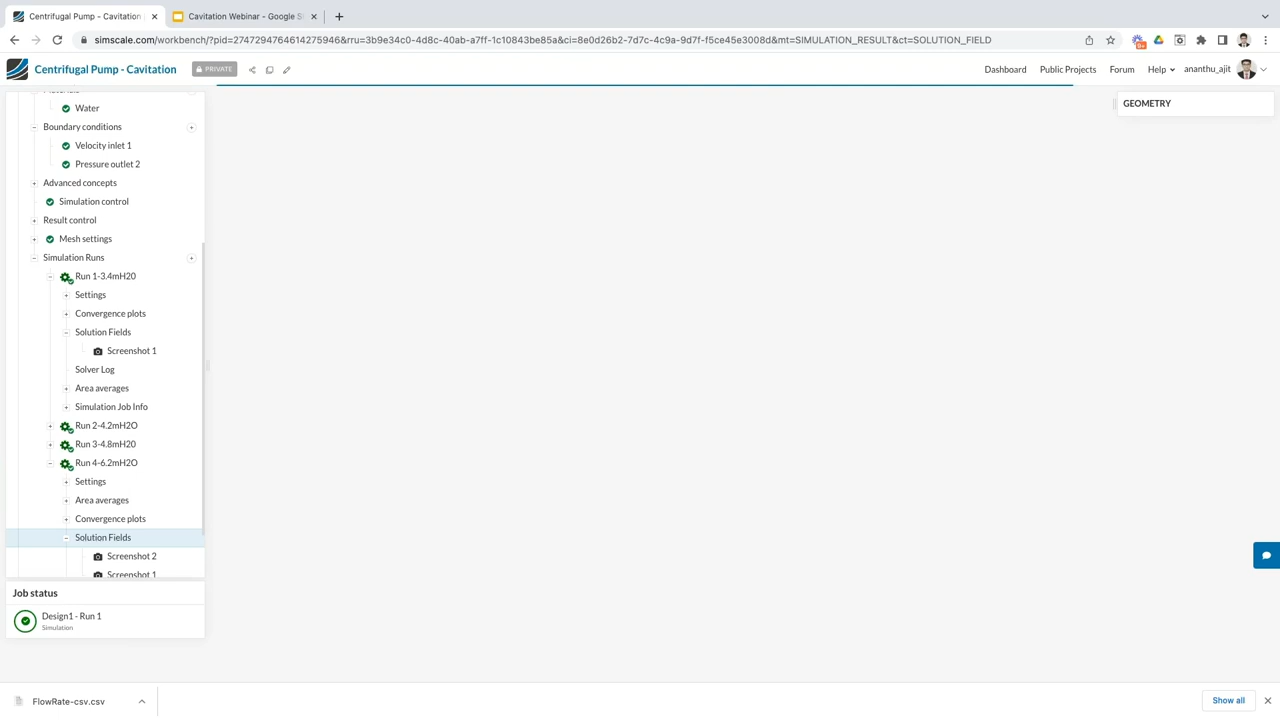 Centrifugal Pump - Cavitation
Cavitation Webinar - Google S
simscale.com/workbench/?pid=2747294764614275946&rru=3b9e34c0-4d8c-40ab-a7ff-1c10843be85a&ci=8e0d26b2-7d7c-4c9a-9d7f-f5ce45e3008d&mt=SIMULATION_RESULT&ct=SOLUTION_FIELD
9+
Centrifugal Pump - Cavitation
PRIVATE
Dashboard
Public Projects
Forum
Help
ananthu_ajit
GEOMETRY
Materials
Water
Boundary conditions
Velocity inlet 1
Pressure outlet 2
Advanced concepts
Simulation control
Result control
Mesh settings
Simulation Runs
Run 1-3.4mH20
Settings
Convergence plots
Solution Fields
Screenshot 1
Solver Log
Area averages
Simulation Job Info
Run 2-4.2mH2O
Run 3-4.8mH20
Run 4-6.2mH2O
Settings
Area averages
Convergence plots
Solution Fields
Screenshot 2
Screenshot 1
Job status
Design1 - Run 1
Simulation
FlowRate-csv.csv
Show all